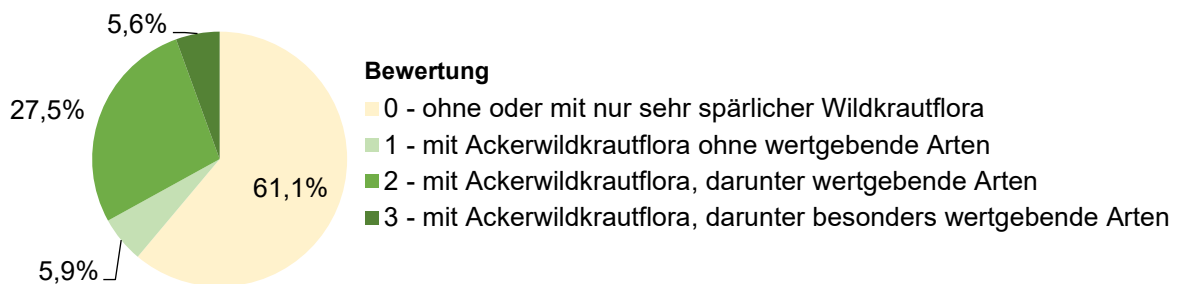 5,6%
27,5%
61,1%
5,9%
Bewertung
0 - ohne oder mit nur sehr spärlicher Wildkrautflora
1 - mit Ackerwildkrautflora ohne wertgebende Arten
2 - mit Ackerwildkrautflora, darunter wertgebende Arten
3 - mit Ackerwildkrautflora, darunter besonders wertgebende Arten